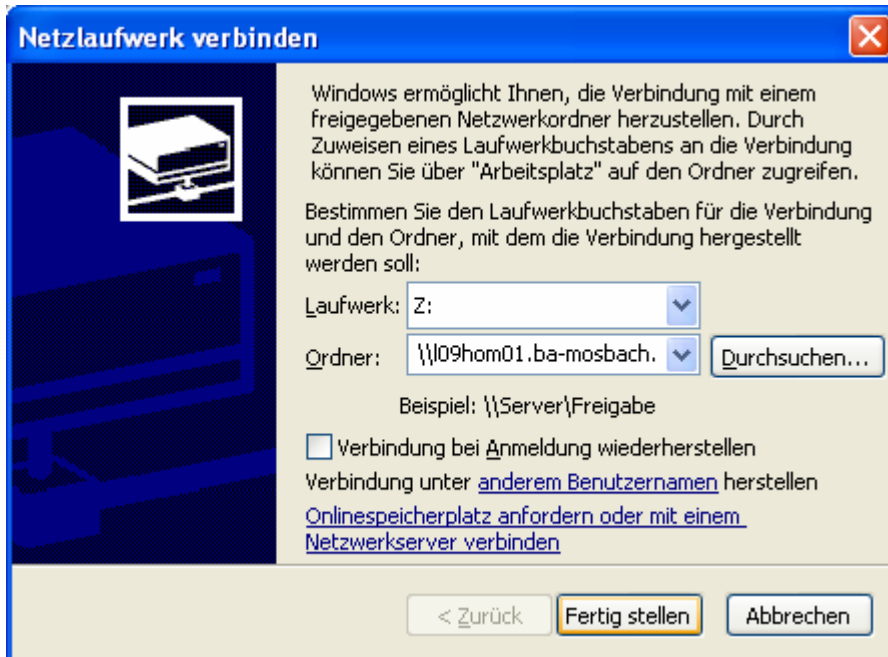 Netzlaufwerk verbinden
Windows ermöglicht Ihnen, die Verbindung mit einem
freigegebenen Netzwerkordner herzustellen. Durch
Zuweisen eines Laufwerkbuchstabens an die Verbindung
können Sie über "Arbeitsplatz" auf den Ordner zugreifen.
Bestimmen Sie den Laufwerkbuchstaben für die Verbindung
und den Ordner, mit dem die Verbindung hergestellt
werden soll:
Laufwerk: Z:
Ordner: \\l09hom01.ba-mosbach. Durchsuchen...
Beispiel: \\Server\Freigabe
Verbindung bei Anmeldung wiederherstellen
Verbindung unter anderem Benutzernamen herstellen
Onlinespeicherplatz anfordern oder mit einem
Netzwerkserver verbinden
< Zurück Fertig stellen Abbrechen